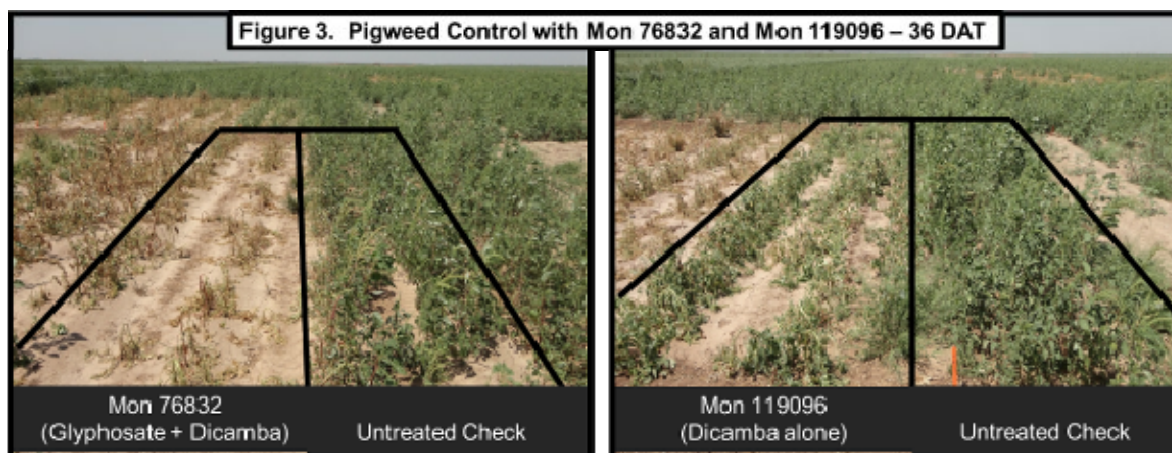 Figure 3. Pigweed Control with Mon 76832 and Mon 119096 – 36 DAT
Mon 76832
(Glyphosate + Dicamba)
Untreated Check
Mon 119096
(Dicamba alone)
Untreated Check